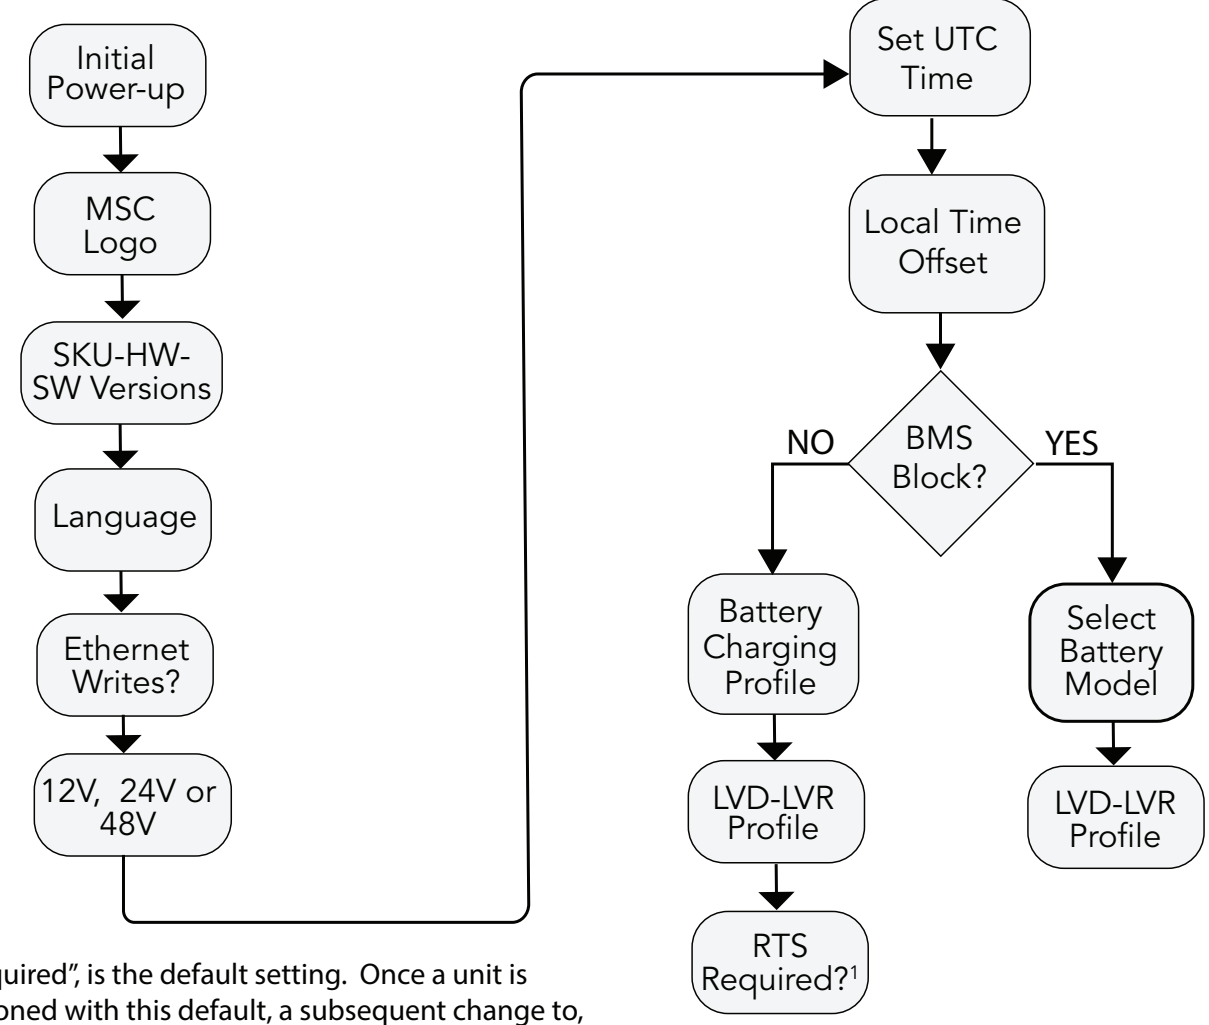 Initial
Power-up
MSC
Logo
SKU-HW-
SW Versions
Language
Ethernet
Writes?
12V, 24V or
48V
Set UTC
Time
Local Time
Offset
BMS
Block?
NO
YES
Battery
Charging
Profile
LVD-LVR
Profile
RTS
Required?¹
Select
Battery
Model
LVD-LVR
Profile
is the default setting. Once a unit is
with this default, a subsequent change to,